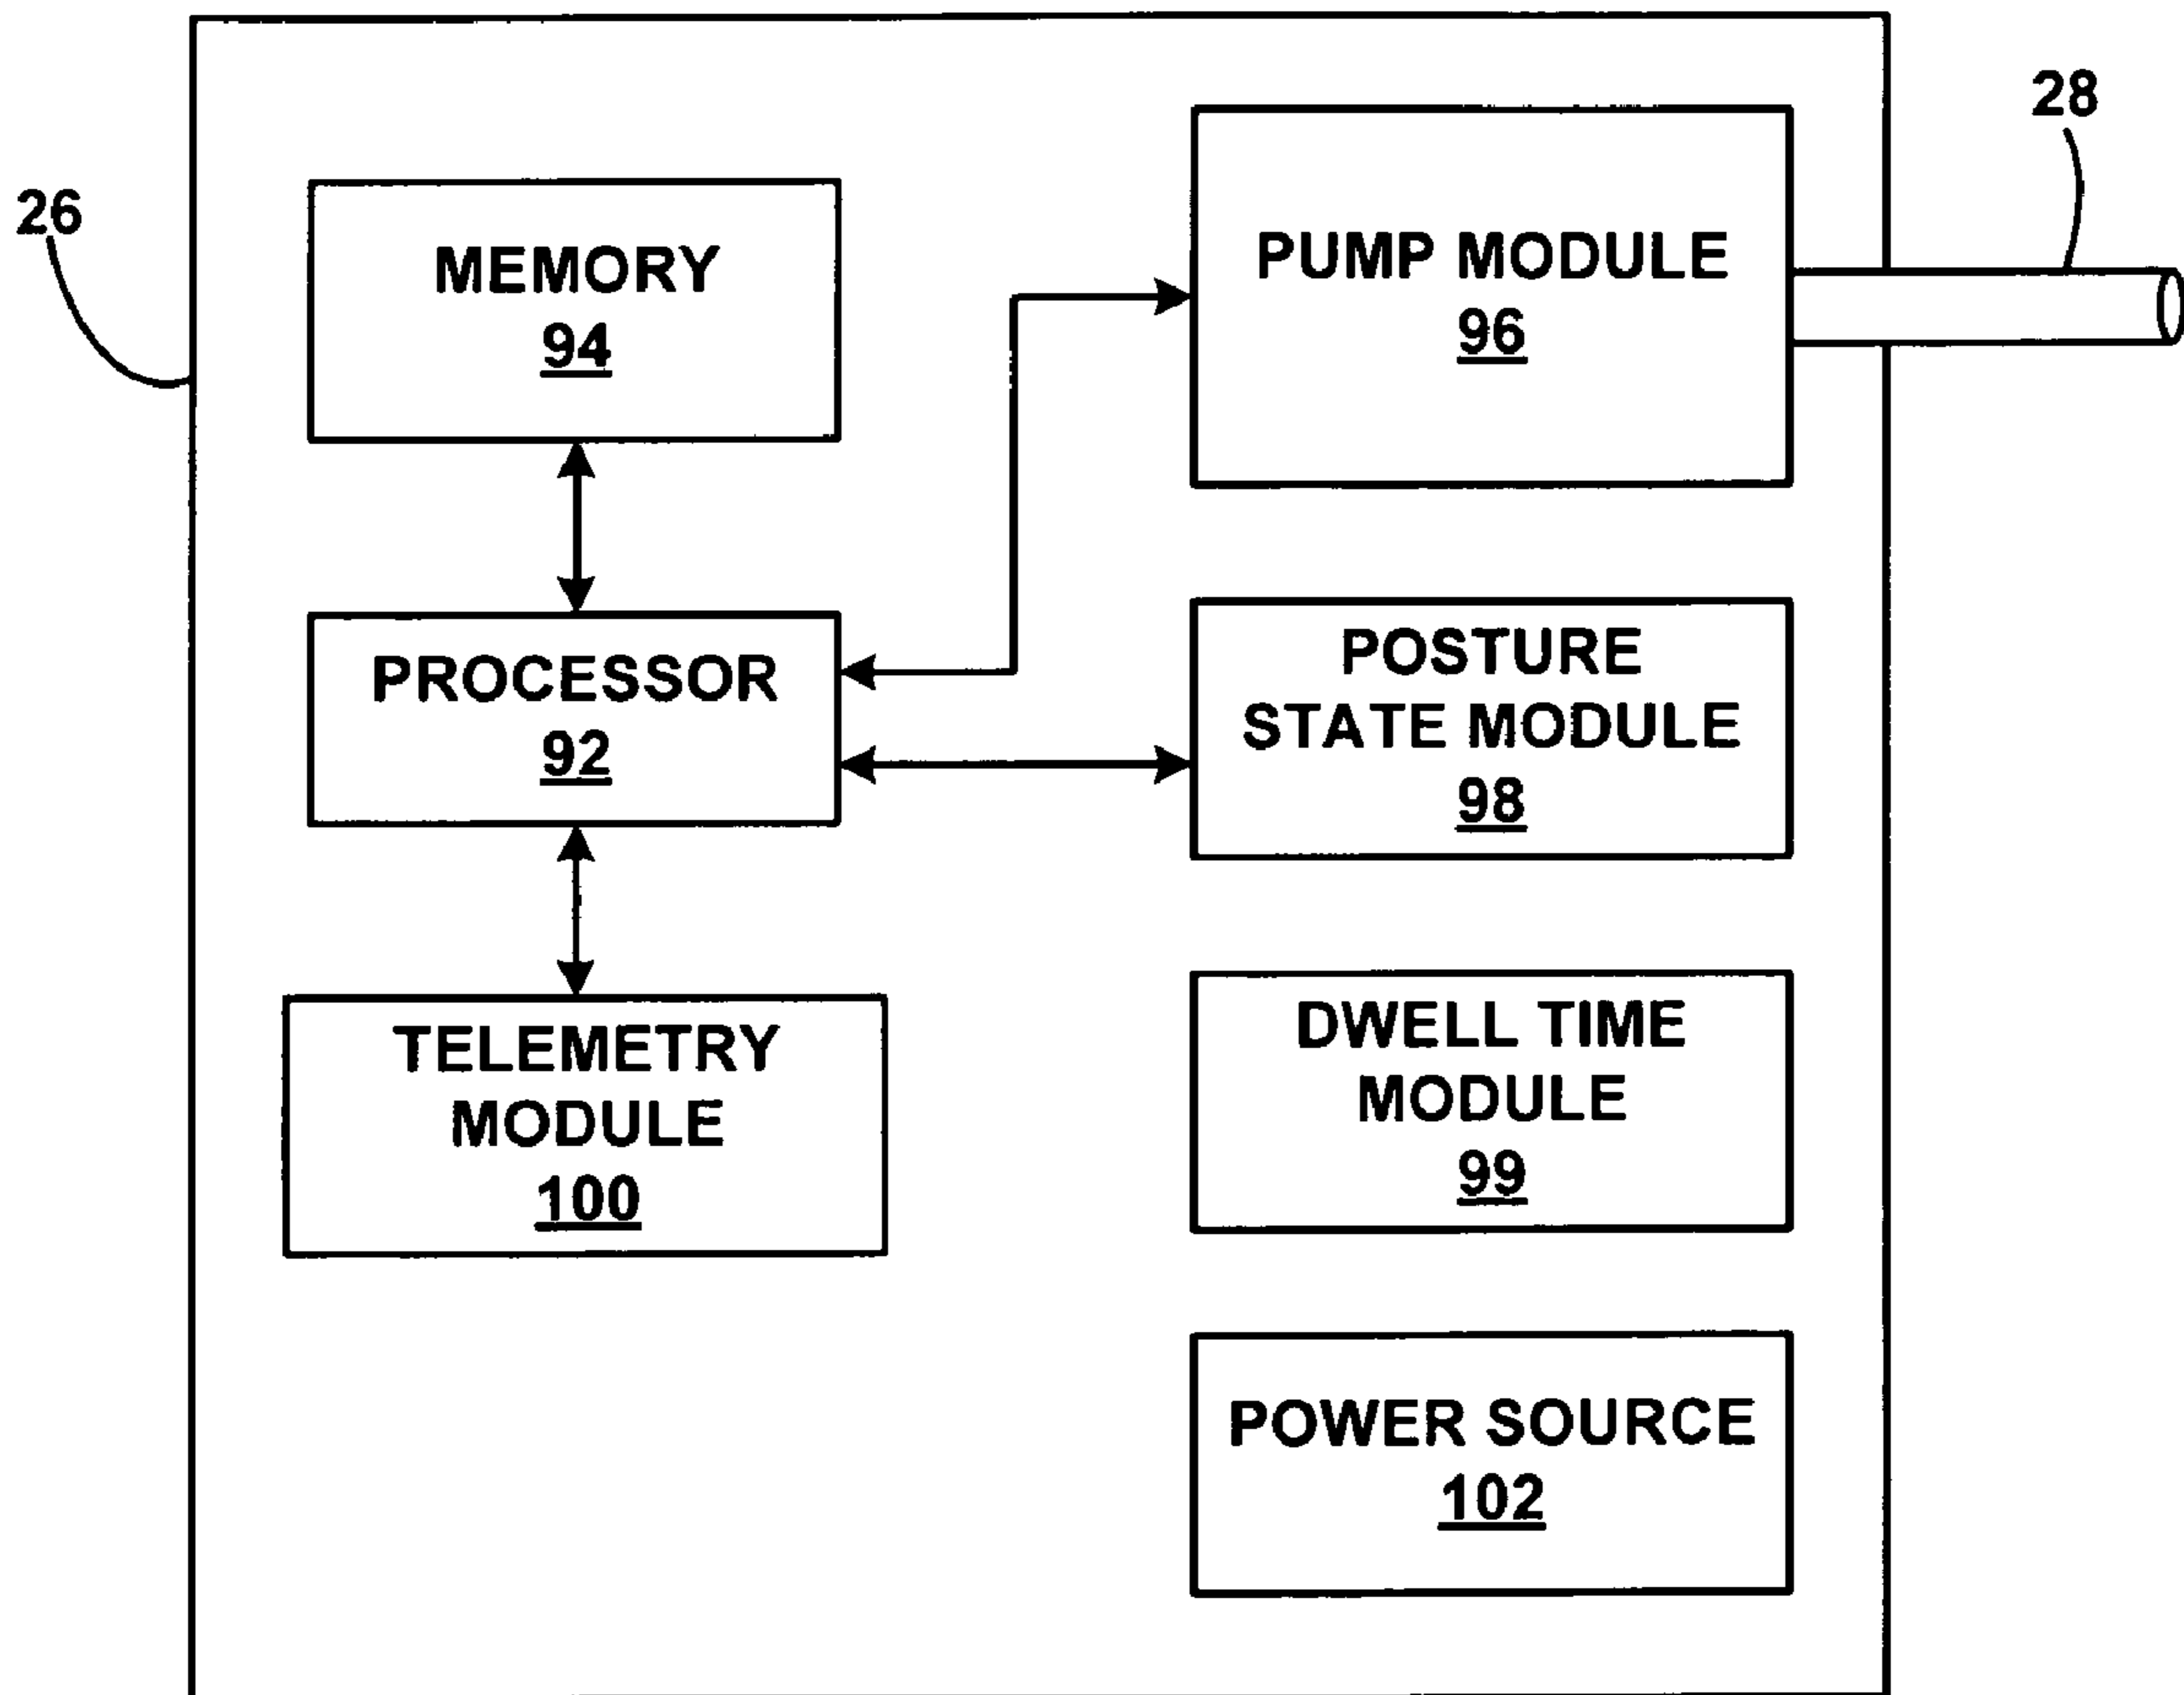 26
28
MEMORY
94
PUMP MODULE
96
PROCESSOR
92
POSTURE
STATE MODULE
98
TELEMETRY
MODULE
100
DWELL TIME
MODULE
99
POWER SOURCE
102